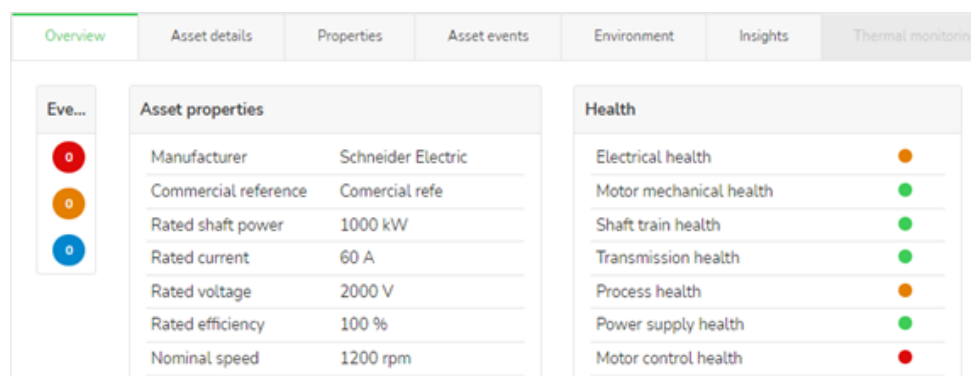 Overview Asset details Properties Asset events Environment Insights Thermal monitorin
Eve... Asset properties Health
0
0
0
Manufacturer Schneider Electric
Commercial reference Comercial refe
Rated shaft power 1000 kW
Rated current 60 A
Rated voltage 2000 V
Rated efficiency 100 %
Nominal speed 1200 rpm
Electrical health
Motor mechanical health
Shaft train health
Transmission health
Process health
Power supply health
Motor control health